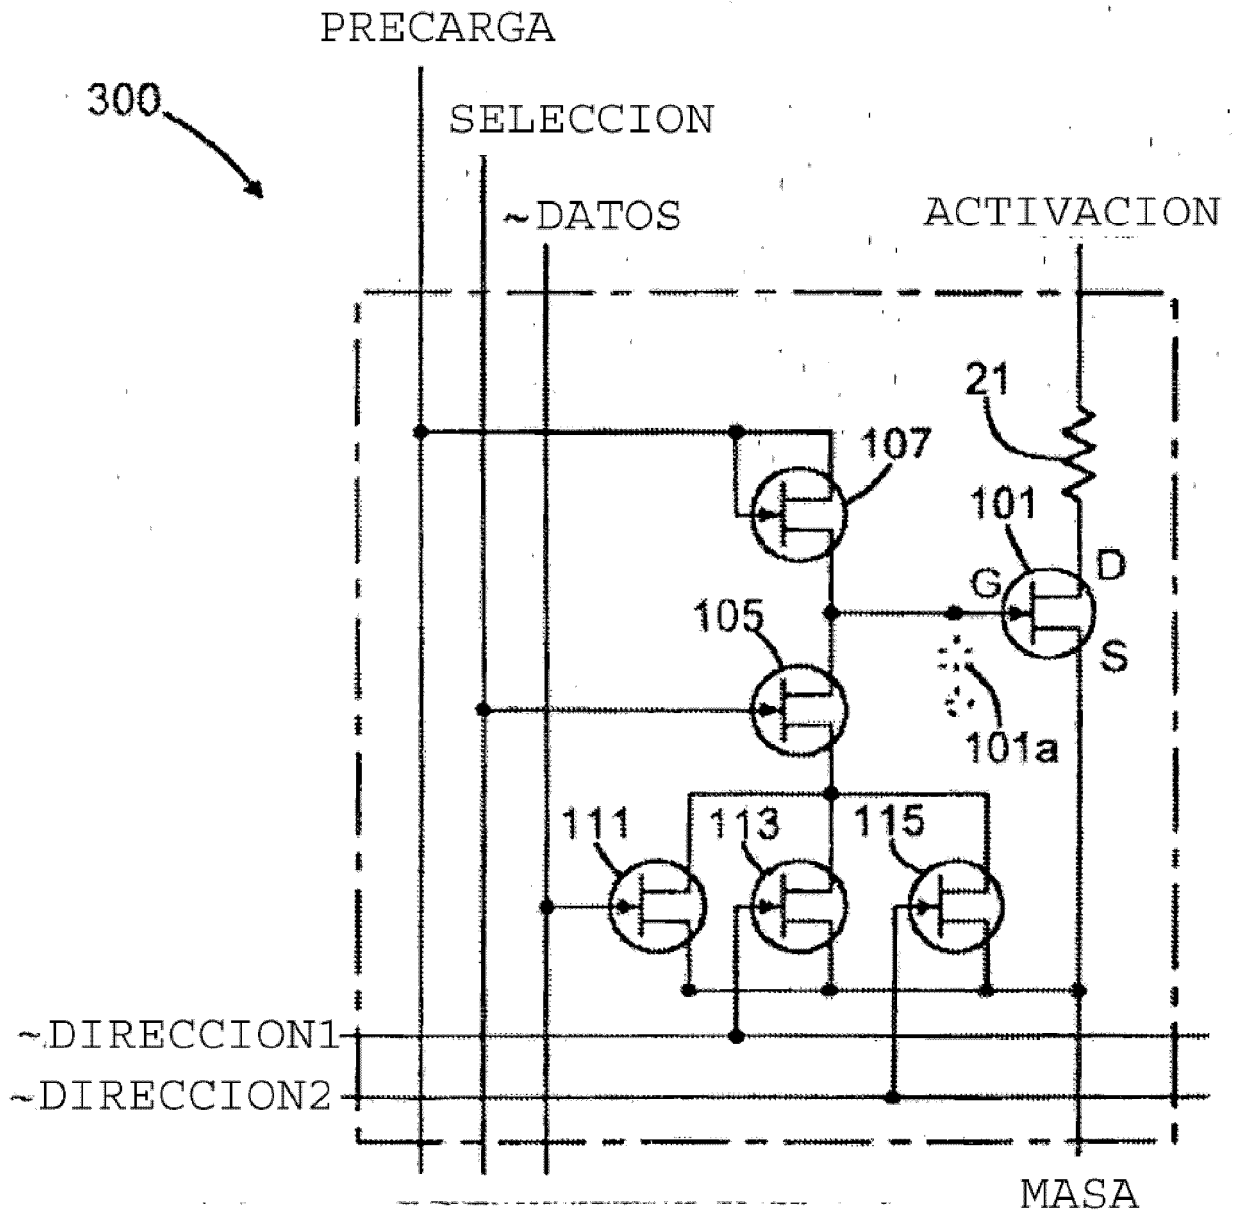 PRECARGA
300
SELECCION
~DATOS
ACTIVACION
21
107
101
G
D
105
S
101a
111
113
115
~DIRECCION1
~DIRECCION2
MASA